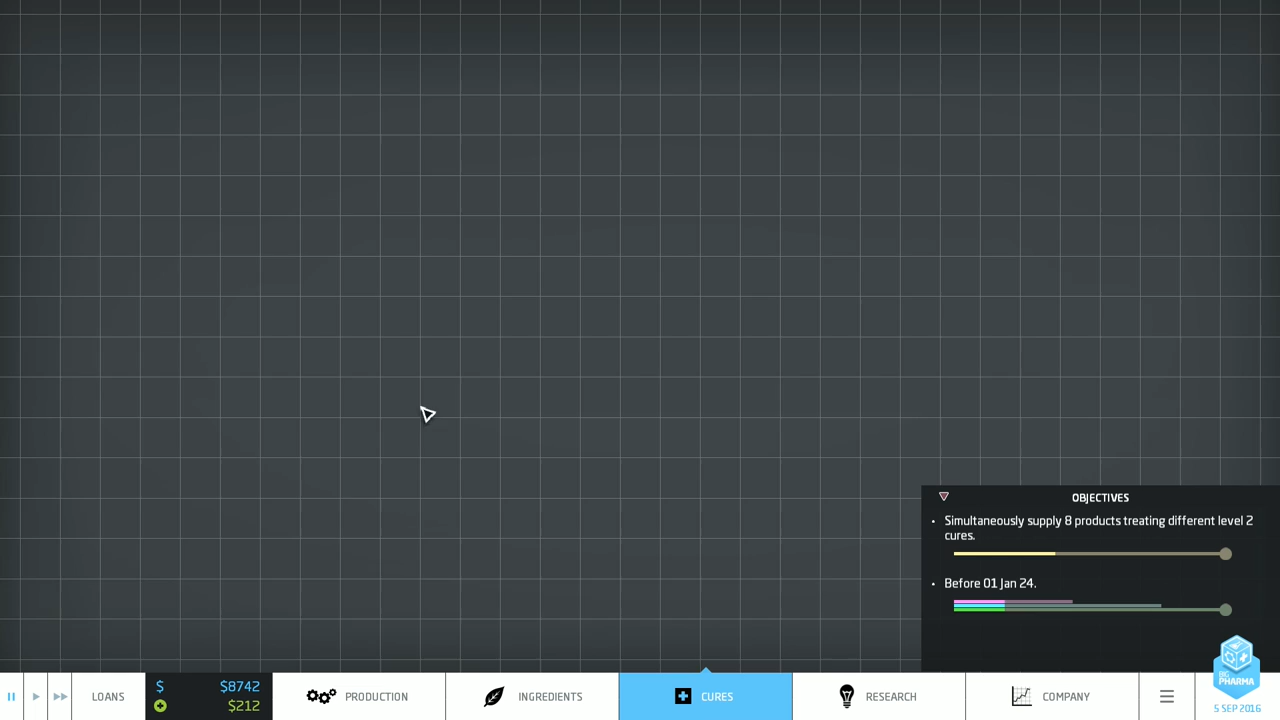 OBJECTIVES
• Simultaneously supply 8 products treating different level 2
cures.
• Before 01 Jan 24.
LOANS
$ $8742
$212
PRODUCTION
INGREDIENTS
CURES
RESEARCH
COMPANY
BIG
PHARMA
5 SEP 2016